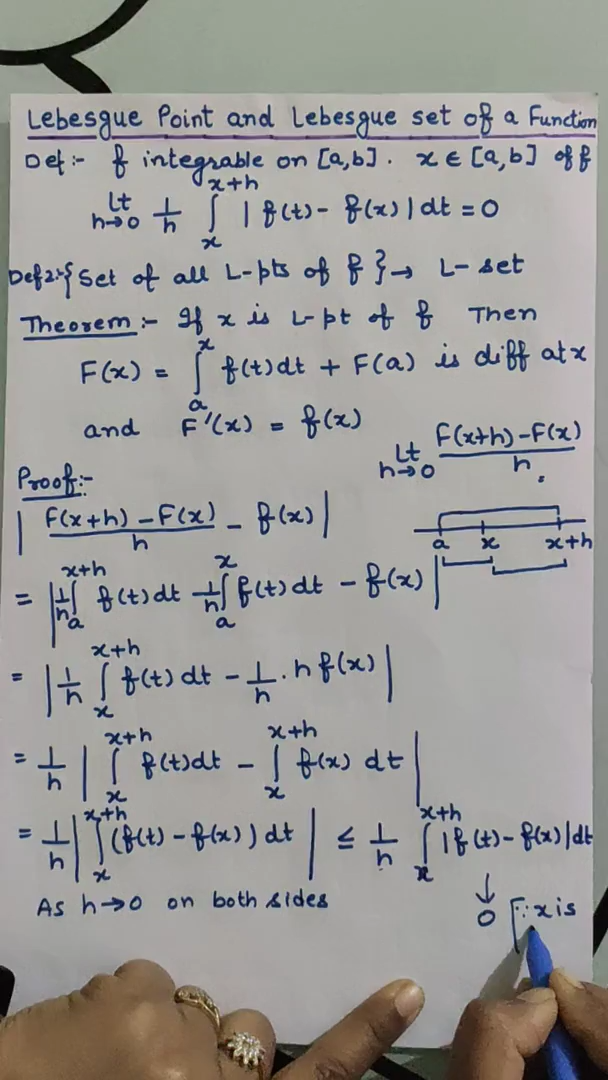 Lebesgue Point and Lebesgue set of a Function
Def:- f integrable on [a,b]. x ∈ [a,b] of f
Lt h→0 1/h ∫_x^{x+h} |f(t) - f(x)| dt = 0
Def2:- {Set of all L-pts of f} → L-set
Theorem:- If x is L-pt of f Then
F(x) = ∫_a^x f(t)dt + F(a) is diff at x
and F'(x) = f(x)
Lt h→0 (F(x+h)-F(x))/h
Proof:-
| (F(x+h) - F(x))/h - f(x) |
a x x+h
= | 1/h ∫_a^{x+h} f(t)dt - 1/h ∫_a^x f(t)dt - f(x) |
= | 1/h ∫_x^{x+h} f(t) dt - 1/h . h f(x) |
= 1/h | ∫_x^{x+h} f(t)dt - ∫_x^{x+h} f(x) dt |
= 1/h | ∫_x^{x+h} (f(t) - f(x)) dt | ≤ 1/h ∫_x^{x+h} |f(t) - f(x)| dt
As h→0 on both sides
↓
0 [∵ x is